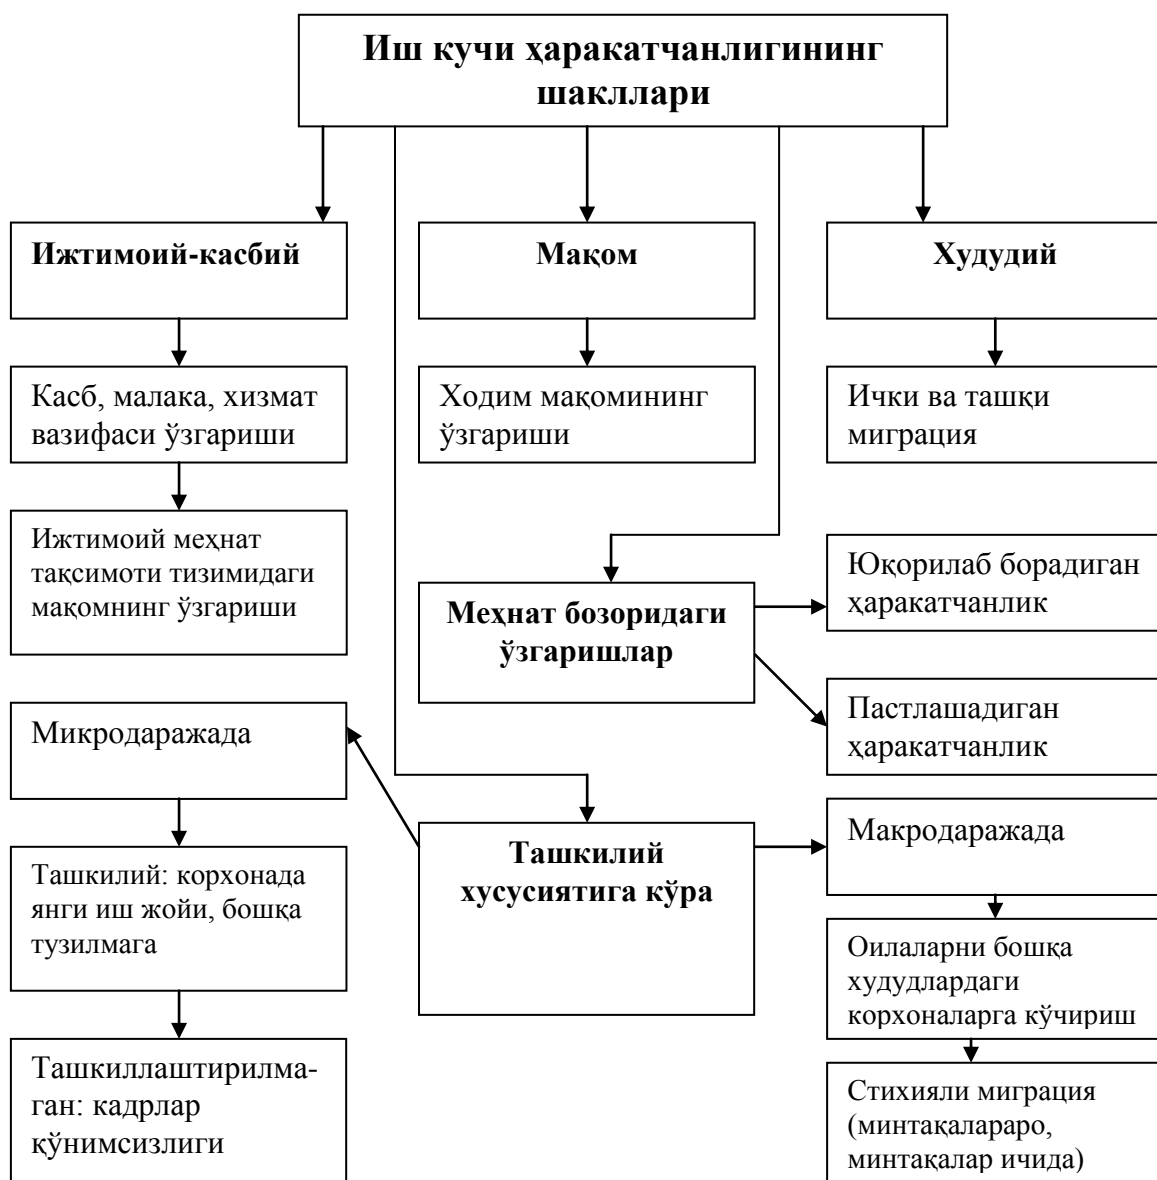 Иш кучи ҳаракатчанлигининг
шакллари
Ижтимоий-касбий
Мақом
Худудий
Касб, малака, хизмат
вазифаси ўзгариши
Ходим мақомининг
ўзгариши
Ички ва ташқи
миграция
Ижтимоий меҳнат
тақсимоти тизимидаги
мақомнинг ўзгариши
Меҳнат бозоридаги
ўзгаришлар
Юқорилаб борадиган
ҳаракатчанлик
Пастлашадиган
ҳаракатчанлик
Микродаражада
Ташкилий
хусусиятига кўра
Макродаражада
Ташкилий: корхонада
янги иш жойи, бошқа
тузилмага
Оилаларни бошқа
худудлардаги
корхоналарга кўчириш
Ташкиллаштирилма-
ган: кадрлар
қўнимсизлиги
Стихияли миграция
(минтақалараро,
минтақалар ичида)